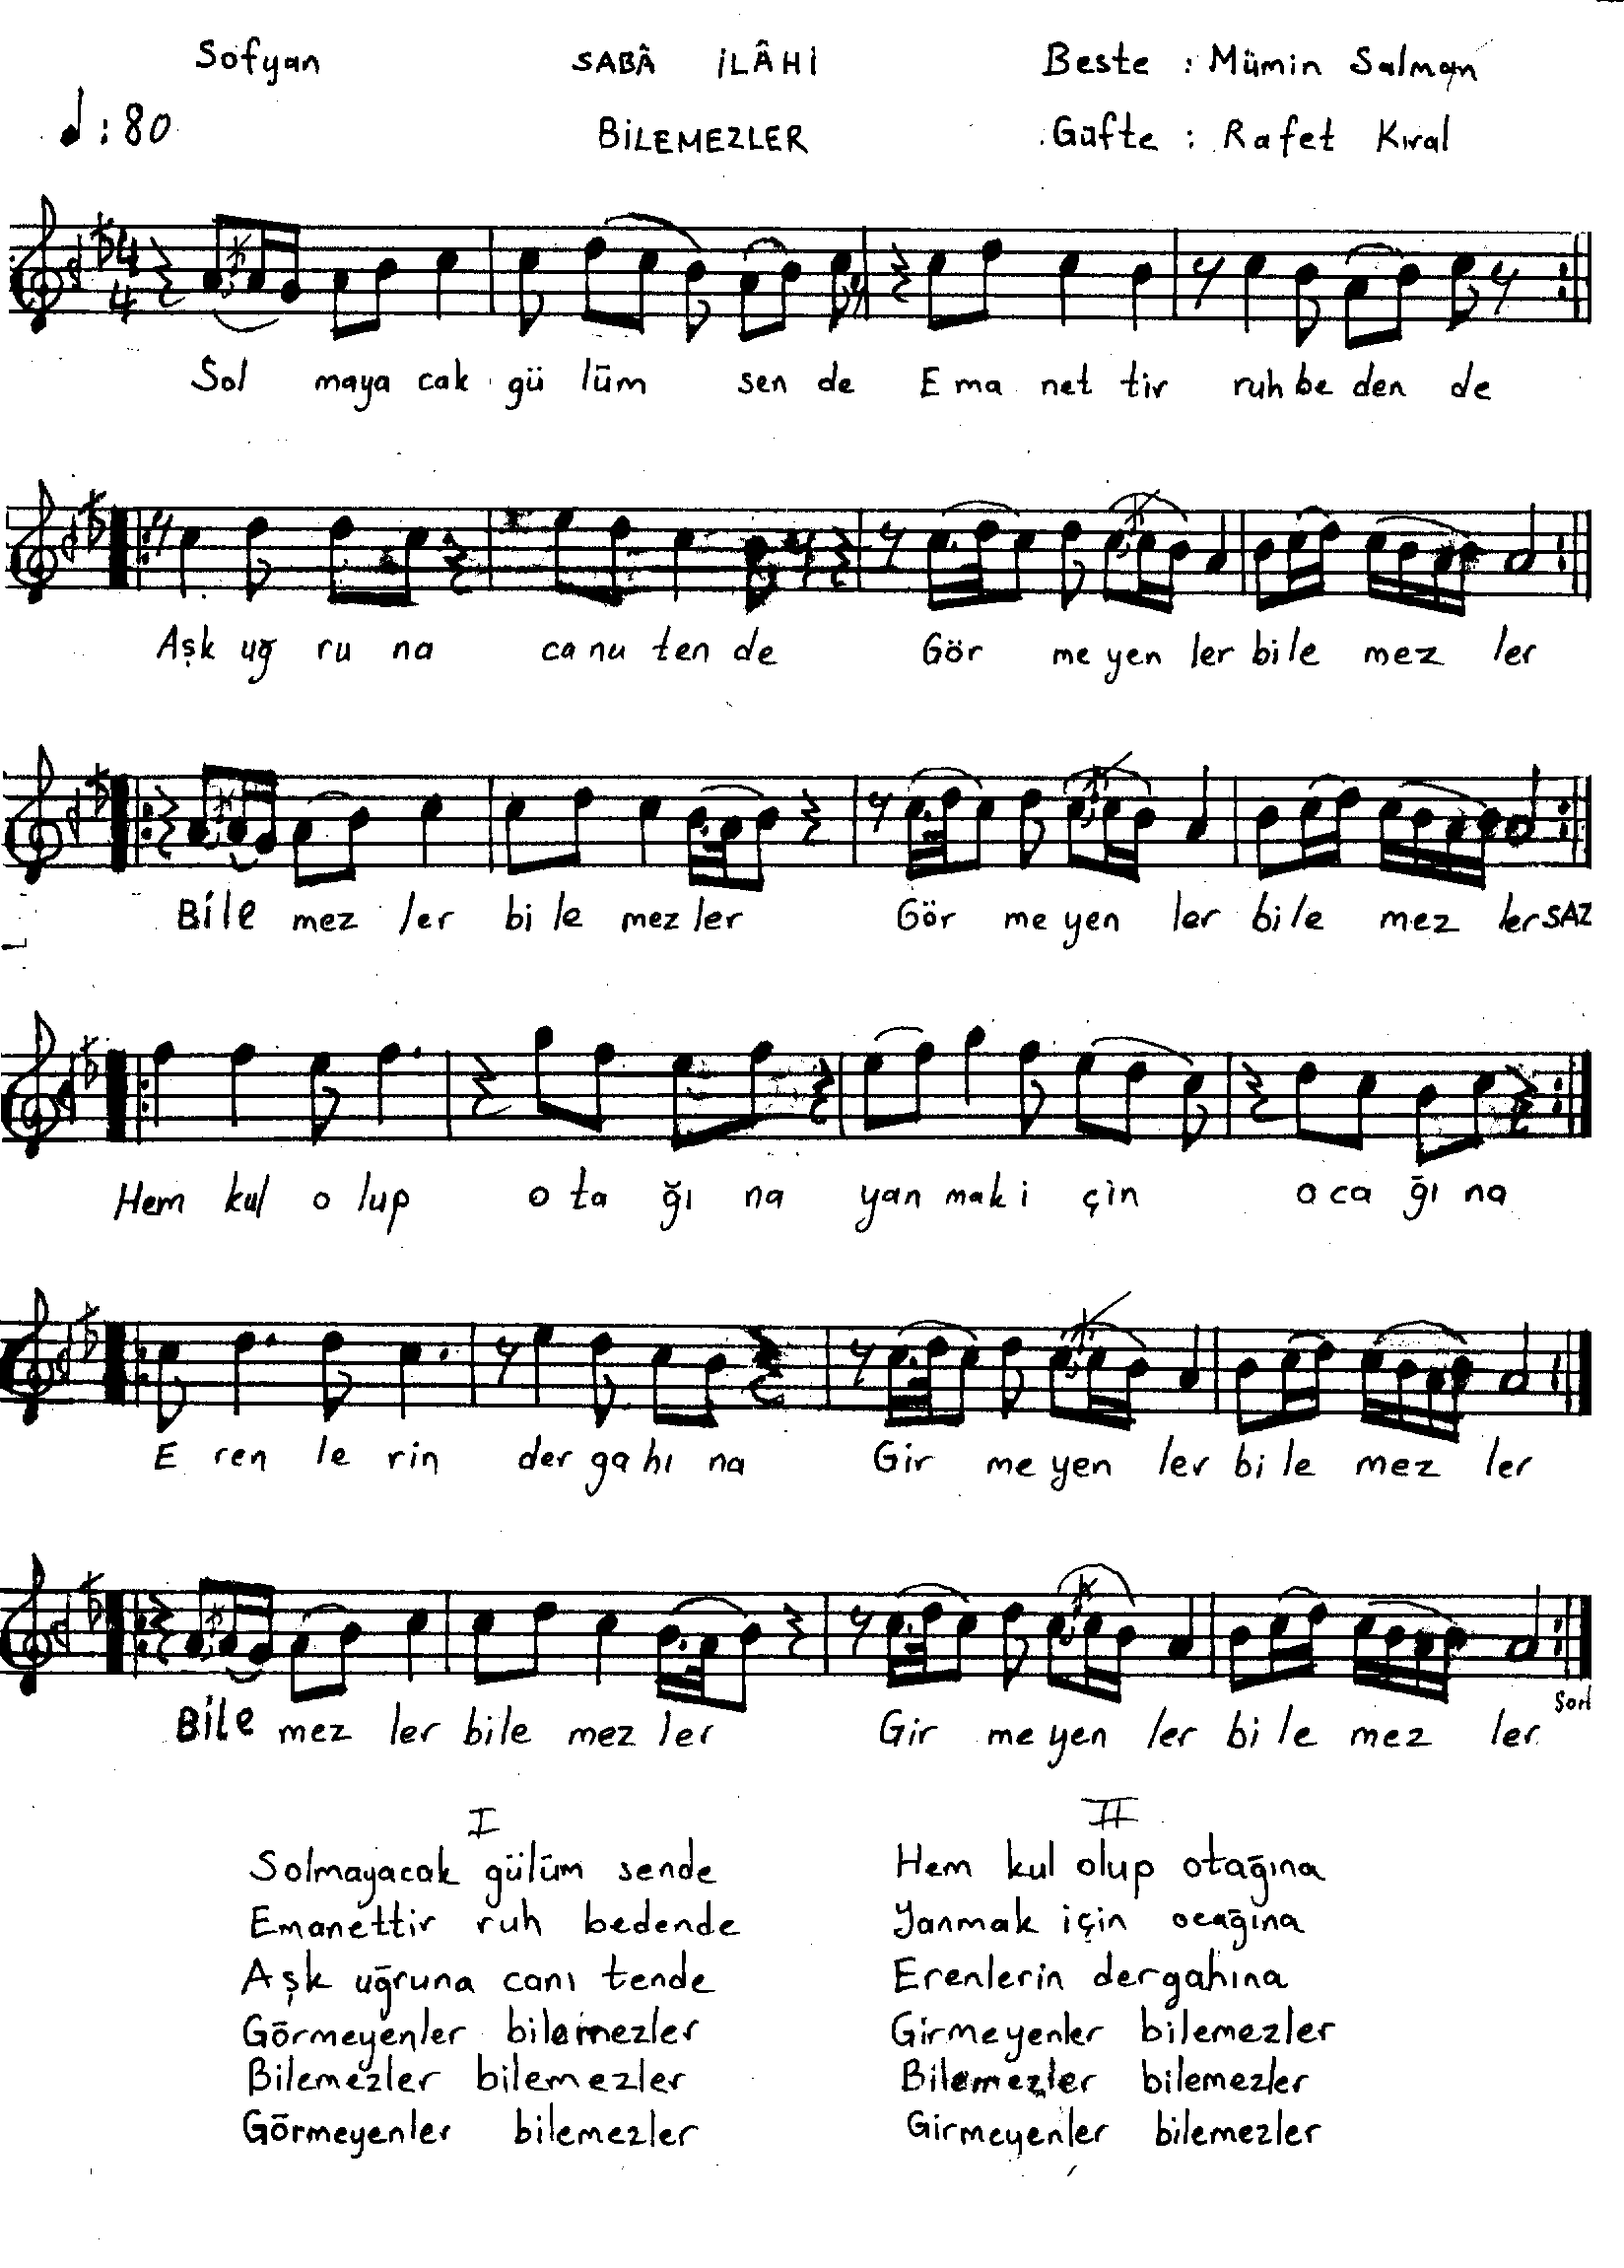 Sofyan SABÂ İLÂHİ Beste : Mümin Salman
: 80 BİLEMEZLER Güfte : Rafet Kıral
4
4
Sol maya cak gü lüm sen de E ma net tir ruh be den de
Aşk uğ ru na ca nu ten de Gör me yen ler bi le mez ler
Bi le mez ler bi le mez ler Gör me yen ler bi le mez ler SAZ
Hem kul o lup o ta ğı na yan mak i çin o ca ğı na
E ren le rin der ga hı na Gir me yen ler bi le mez ler
Son
Bi le mez ler bi le mez ler Gir me yen ler bi le mez ler
I
Solmayacak gülüm sende
Emanettir ruh bedende
Aşk uğruna canı tende
Görmeyenler bilemezler
Bilemezler bilemezler
Görmeyenler bilemezler
II
Hem kul olup otağına
Yanmak için ocağına
Erenlerin dergahına
Girmeyenler bilemezler
Bilemezler bilemezler
Girmeyenler bilemezler